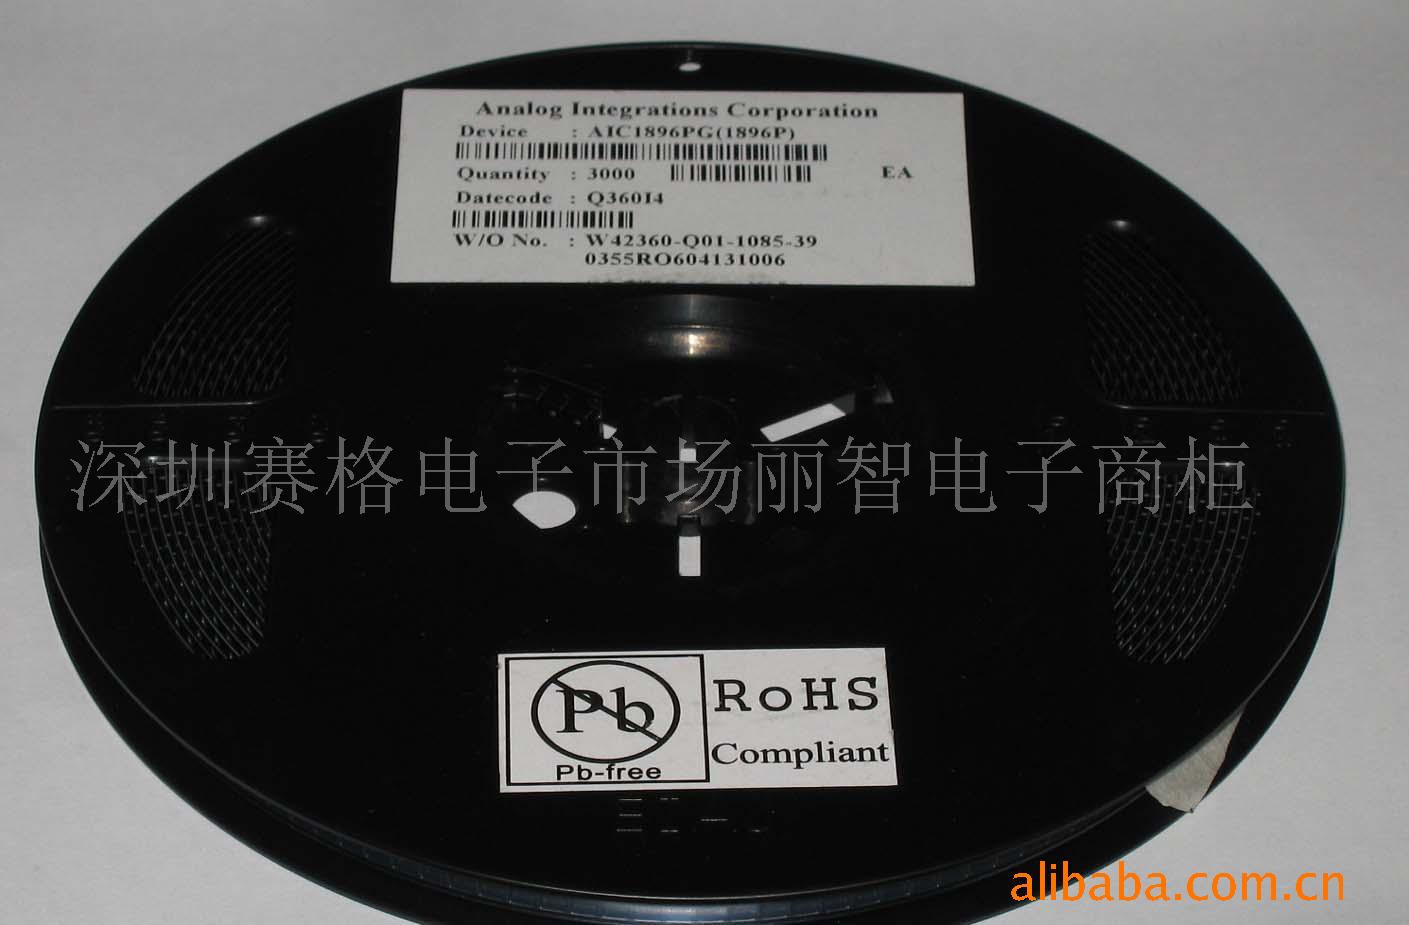 Analog Integrations Corporation
Device : AIC1896PG(1896P)
Quantity : 3000 EA
Datecode : Q360I4
W/O No. : W42360-Q01-1085-39
0355RO604131006
深圳赛格电子市场丽智电子商柜
Pb
Pb-free
RoHS
Compliant
alibaba.com.cn